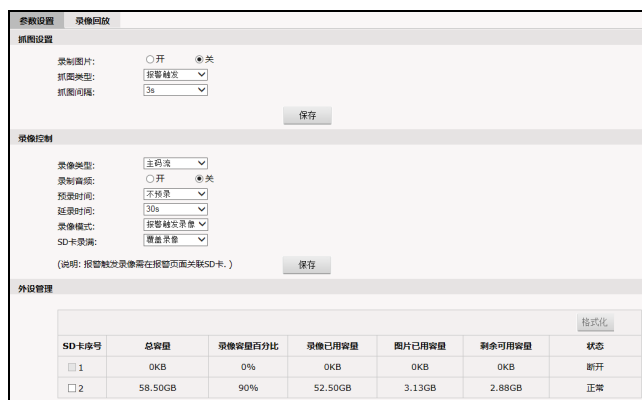 参数设置 录像回放
抓图设置
录制图片: 开 关
抓图类型: 报警触发
抓图间隔: 3s
保存
录像控制
录像类型: 主码流
录制音频: 开 关
预录时间: 不预录
延录时间: 30s
录像模式: 报警触发录像
SD卡录满: 覆盖录像
(说明: 报警触发录像需在报警页面关联SD卡. ) 保存
外设管理
格式化
SD卡序号 总容量 录像容量百分比 录像已用容量 图片已用容量 剩余可用容量 状态
1 0KB 0% 0KB 0KB 0KB 断开
2 58.50GB 90% 52.50GB 3.13GB 2.88GB 正常